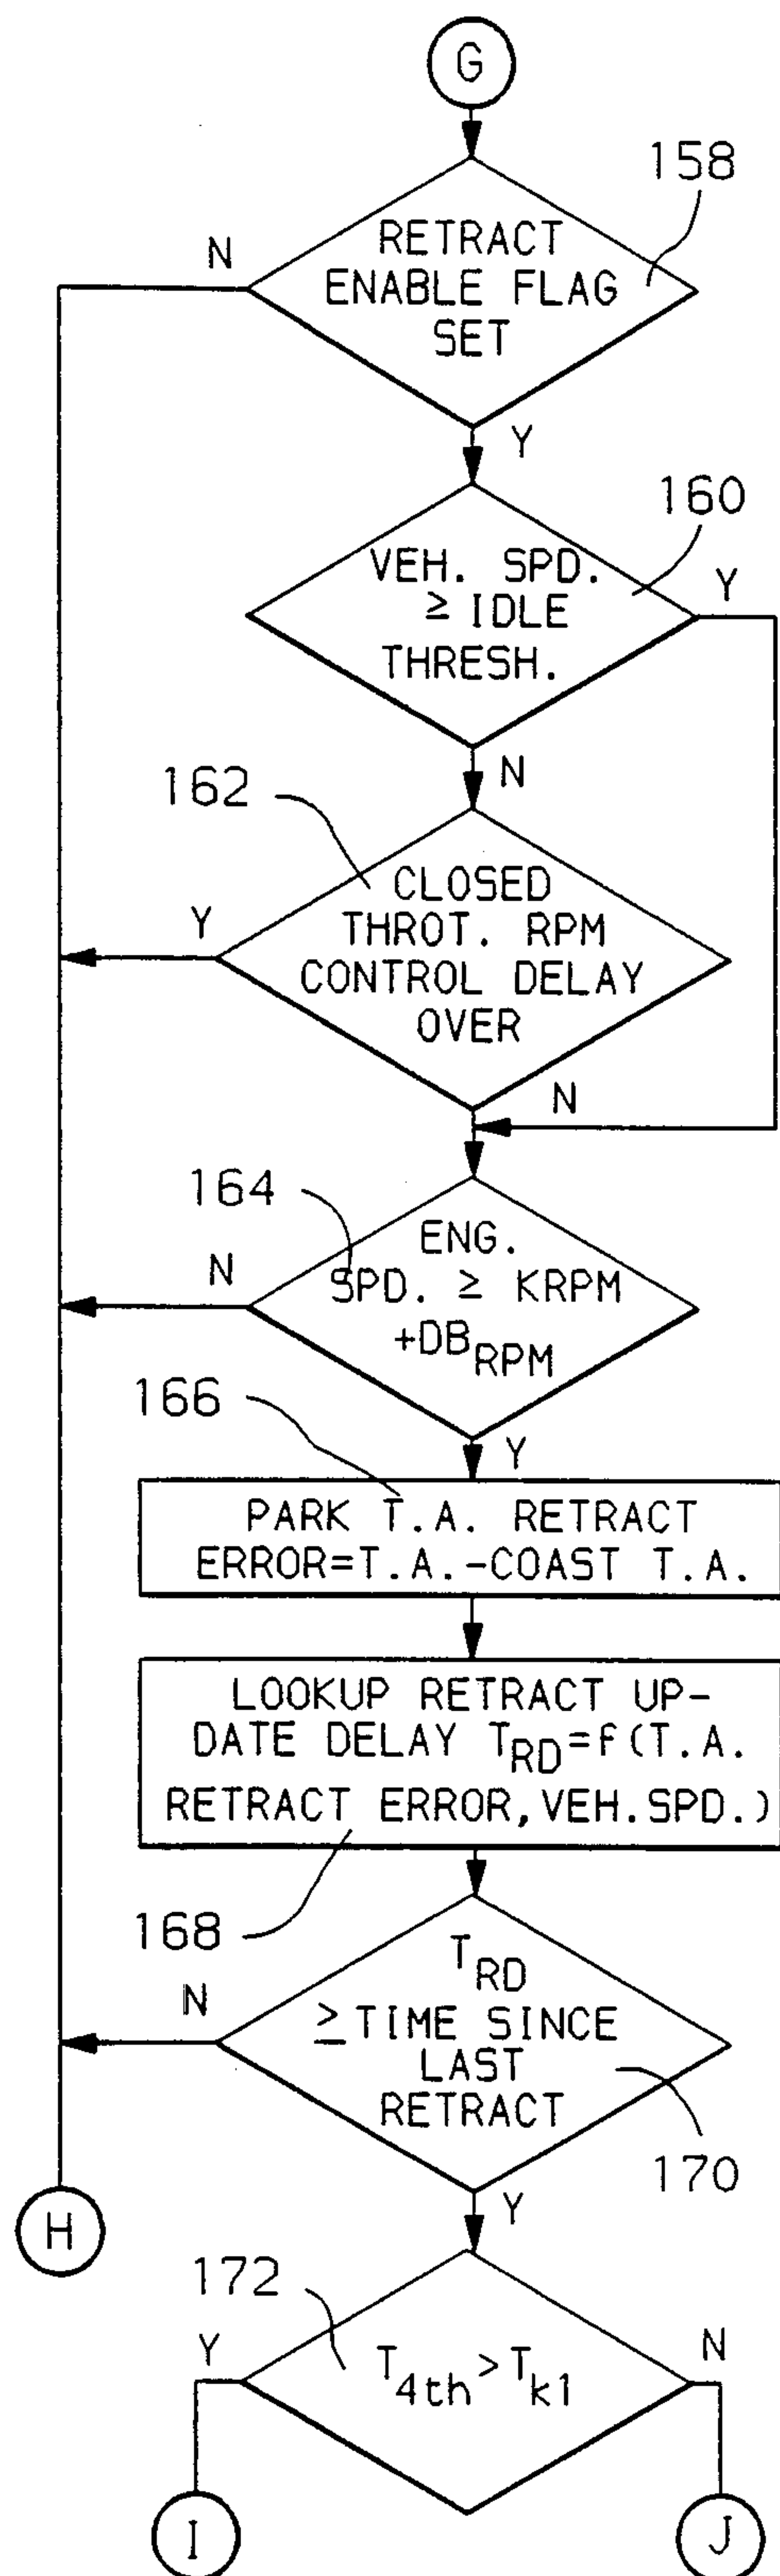 G
158
N
RETRACT
ENABLE FLAG
SET
Y
160
VEH. SPD.
≥ IDLE
THRESH.
Y
N
162
CLOSED
THROT. RPM
CONTROL DELAY
OVER
Y
N
164
ENG.
SPD. ≥ KRPM
+DB RPM
N
166
Y
PARK T.A. RETRACT
ERROR=T.A.-COAST T.A.
LOOKUP RETRACT UP-
DATE DELAY TRD=f(T.A.
RETRACT ERROR,VEH.SPD.)
168
TRD
≥TIME SINCE
LAST
RETRACT
N
170
Y
H
172
Y
T4th>Tk1
N
I
J